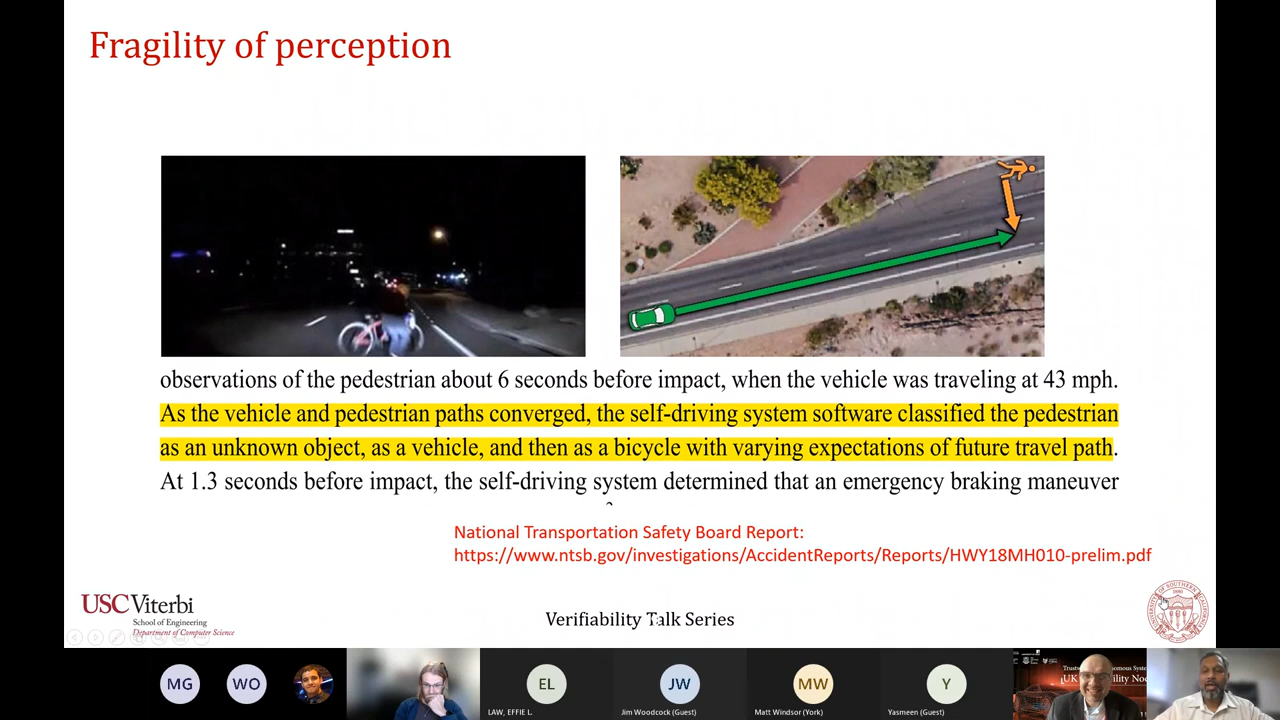 Fragility of perception
observations of the pedestrian about 6 seconds before impact, when the vehicle was traveling at 43 mph.
As the vehicle and pedestrian paths converged, the self-driving system software classified the pedestrian
as an unknown object, as a vehicle, and then as a bicycle with varying expectations of future travel path.
At 1.3 seconds before impact, the self-driving system determined that an emergency braking maneuver
National Transportation Safety Board Report:
https://www.ntsb.gov/investigations/AccidentReports/Reports/HWY18MH010-prelim.pdf
USC Viterbi
School of Engineering
Department of Computer Science
Verifiability Talk Series
MG
WO
EL
JW
MW
Y
LAW, EFFIE L.
Jim Woodcock (Guest)
Matt Windsor (York)
Yasmeen (Guest)